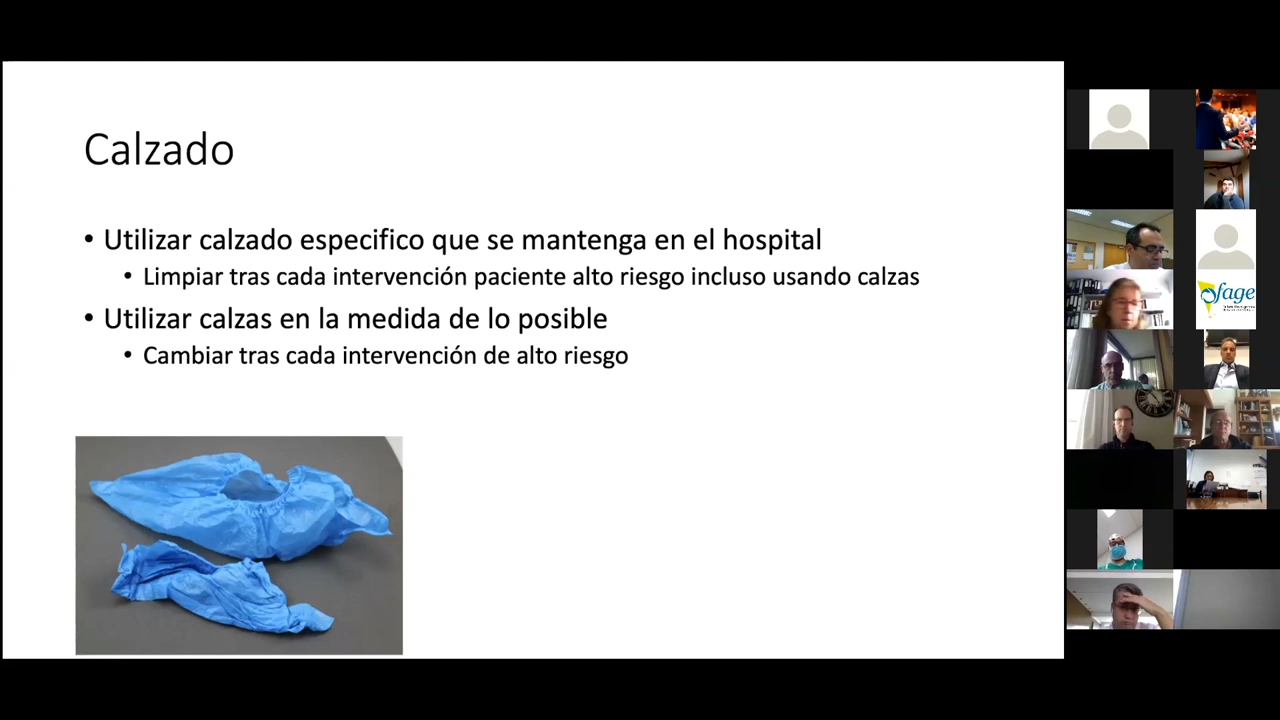 Calzado
• Utilizar calzado especifico que se mantenga en el hospital
• Limpiar tras cada intervención paciente alto riesgo incluso usando calzas
• Utilizar calzas en la medida de lo posible
• Cambiar tras cada intervención de alto riesgo
fage